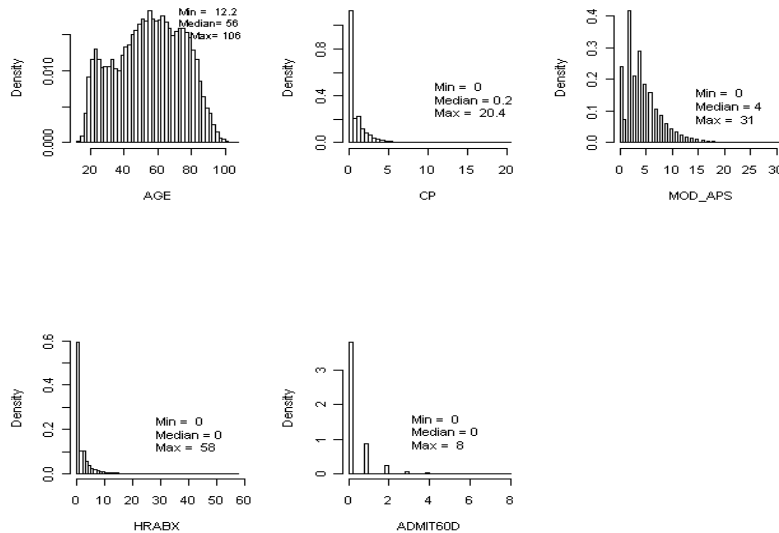 Density
0.000
0.010
Min = 12.2
Median= 56
Max= 106
20
40
60
80
100
AGE
Density
0.0
0.4
0.8
Min = 0
Median = 0.2
Max = 20.4
0
5
10
15
20
CP
Density
0.0
0.1
0.2
0.3
0.4
Min = 0
Median = 4
Max = 31
0
5
10
15
20
25
30
MOD_APS
Density
0.0
0.2
0.4
0.6
Min = 0
Median = 0
Max = 58
0
10
20
30
40
50
60
HRABX
Density
0
1
2
3
Min = 0
Median = 0
Max = 8
0
2
4
6
8
ADMIT60D